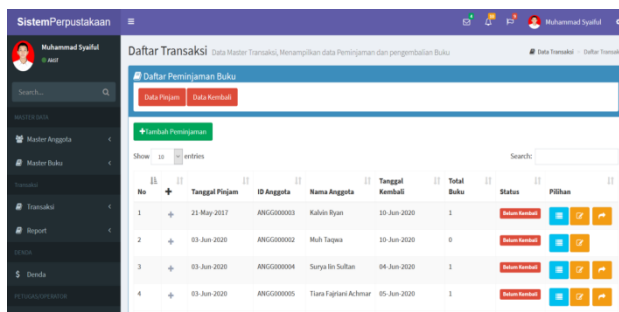 SistemPerpustakaan
Muhammad Syaiful
Muhammad Syaiful
Aktif
Search...
MASTER DATA
Master Anggota
Master Buku
Transaksi
Transaksi
Report
DENDA
$ Denda
PETUGAS/OPERATOR
Daftar Transaksi Data Master Transaksi, Menampilkan data Peminjaman dan pengembalian Buku
Data Transaksi Daftar Transak
Daftar Peminjaman Buku
Data Pinjam Data Kembali
+Tambah Peminjaman
Show 10 entries Search:
No + Tanggal Pinjam ID Anggota Nama Anggota Tanggal Kembali Total Buku Status Pilihan
1 + 21-May-2017 ANGG000003 Kalvin Ryan 10-Jun-2020 1 Belum Kembali
2 + 03-Jun-2020 ANGG000002 Muh Taqwa 10-Jun-2020 0 Belum Kembali
3 + 03-Jun-2020 ANGG000004 Surya Iin Sultan 04-Jun-2020 1 Belum Kembali
4 + 03-Jun-2020 ANGG000005 Tiara Fajriani Achmar 05-Jun-2020 1 Belum Kembali